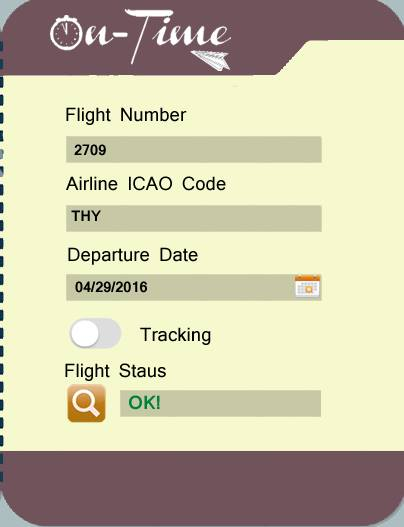 On-Time
Flight Number
2709
Airline ICAO Code
THY
Departure Date
04/29/2016
Tracking
Flight Staus
OK!